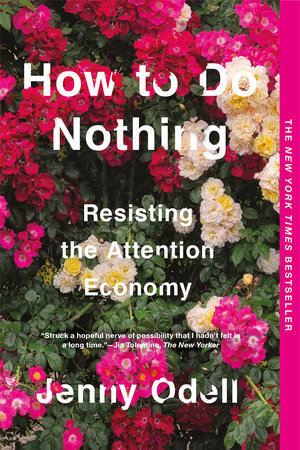 How to Do
Nothing
Resisting
the Attention
Economy
“Struck a hopeful nerve of possibility that I hadn't felt in
a long time.”—Jia Tolentino, The New Yorker
Jenny Odell
THE NEW YORK TIMES BESTSELLER